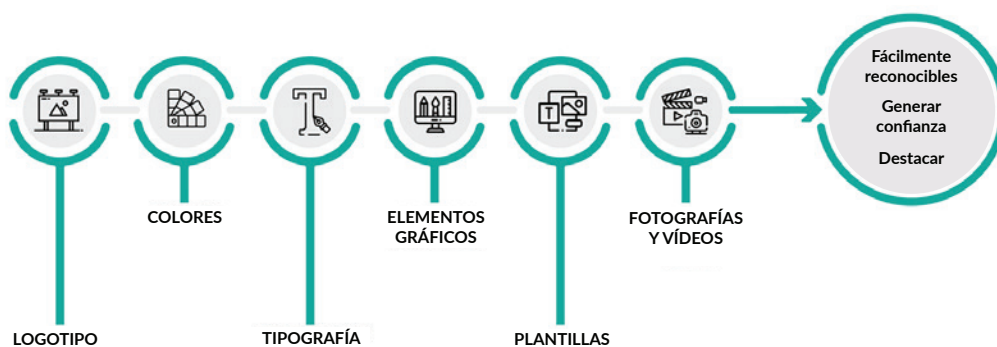 LOGOTIPO
COLORES
TIPOGRAFÍA
ELEMENTOS
GRÁFICOS
PLANTILLAS
FOTOGRAFÍAS
Y VÍDEOS
Fácilmente
reconocibles
Generar
confianza
Destacar